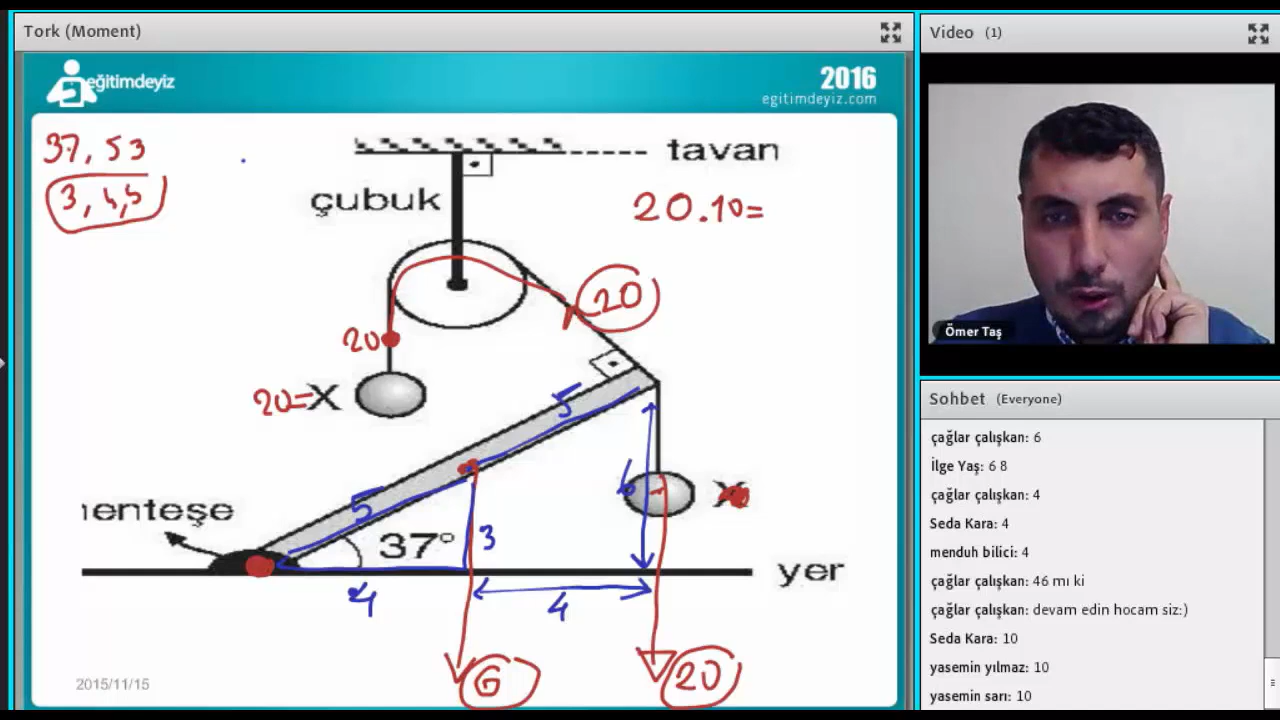 Tork (Moment)
eğitimdeyiz
2016
egitimdeyiz.com
37, 53
3, 4,5
tavan
çubuk
20.10=
20
20
20=X
5
X
6
5
menteşe
37°
3
yer
4
4
G
20
2015/11/15
Video (1)
Ömer Taş
Sohbet (Everyone)
çağlar çalışkan: 6
İlge Yaş: 6 8
çağlar çalışkan: 4
Seda Kara: 4
menduh bilici: 4
çağlar çalışkan: 46 mı ki
çağlar çalışkan: devam edin hocam siz:)
Seda Kara: 10
yasemin yılmaz: 10
yasemin sarı: 10